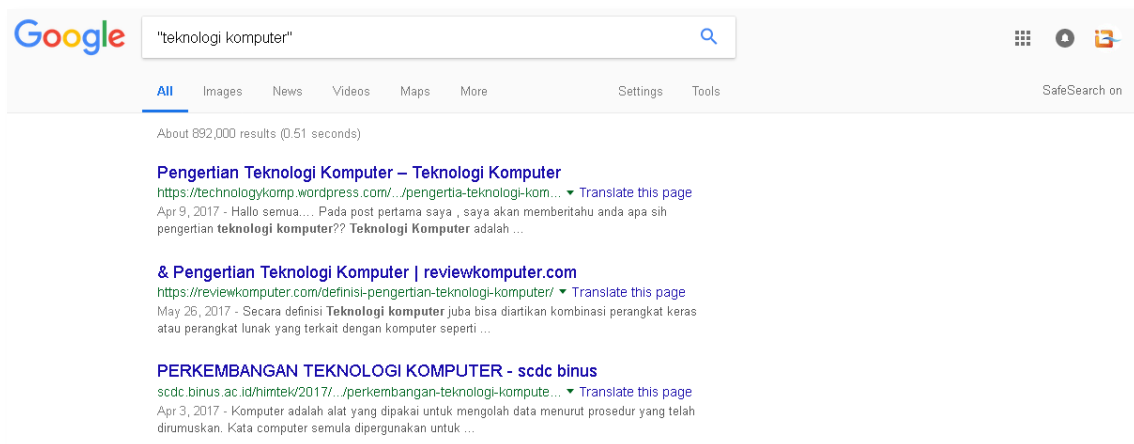 Google "teknologi komputer"
All Images News Videos Maps More Settings Tools SafeSearch on
About 892,000 results (0.51 seconds)
Pengertian Teknologi Komputer – Teknologi Komputer
https://technologykomp.wordpress.com/.../pengertia-teknologi-kom... ▼ Translate this page
Apr 9, 2017 - Hallo semua.... Pada post pertama saya , saya akan memberitahu anda apa sih
pengertian teknologi komputer?? Teknologi Komputer adalah ...
& Pengertian Teknologi Komputer | reviewkomputer.com
https://reviewkomputer.com/definisi-pengertian-teknologi-komputer/ ▼ Translate this page
May 26, 2017 - Secara definisi Teknologi komputer juba bisa diartikan kombinasi perangkat keras
atau perangkat lunak yang terkait dengan komputer seperti ...
PERKEMBANGAN TEKNOLOGI KOMPUTER - scdc binus
scdc.binus.ac.id/himtek/2017/.../perkembangan-teknologi-kompute... ▼ Translate this page
Apr 3, 2017 - Komputer adalah alat yang dipakai untuk mengolah data menurut prosedur yang telah
dirumuskan. Kata computer semula dipergunakan untuk ...